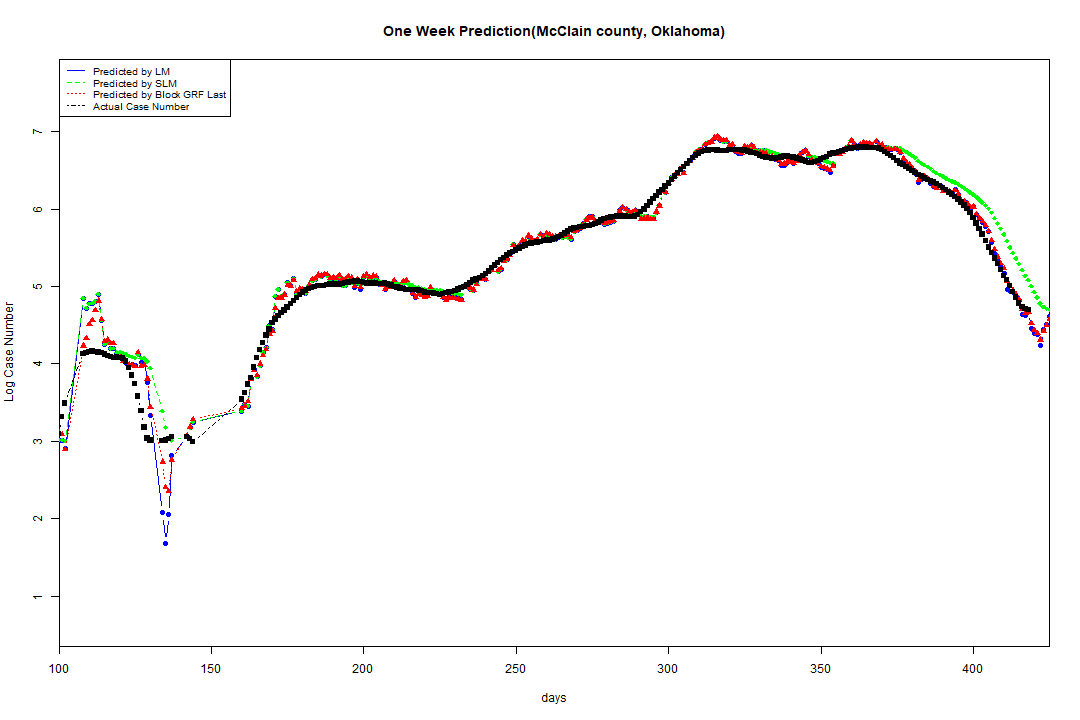 One Week Prediction(McClain county, Oklahoma)
Predicted by LM
Predicted by SLM
Predicted by Block GRF Last
Actual Case Number
7
6
5
4
3
2
1
Log Case Number
100 150 200 250 300 350 400
days